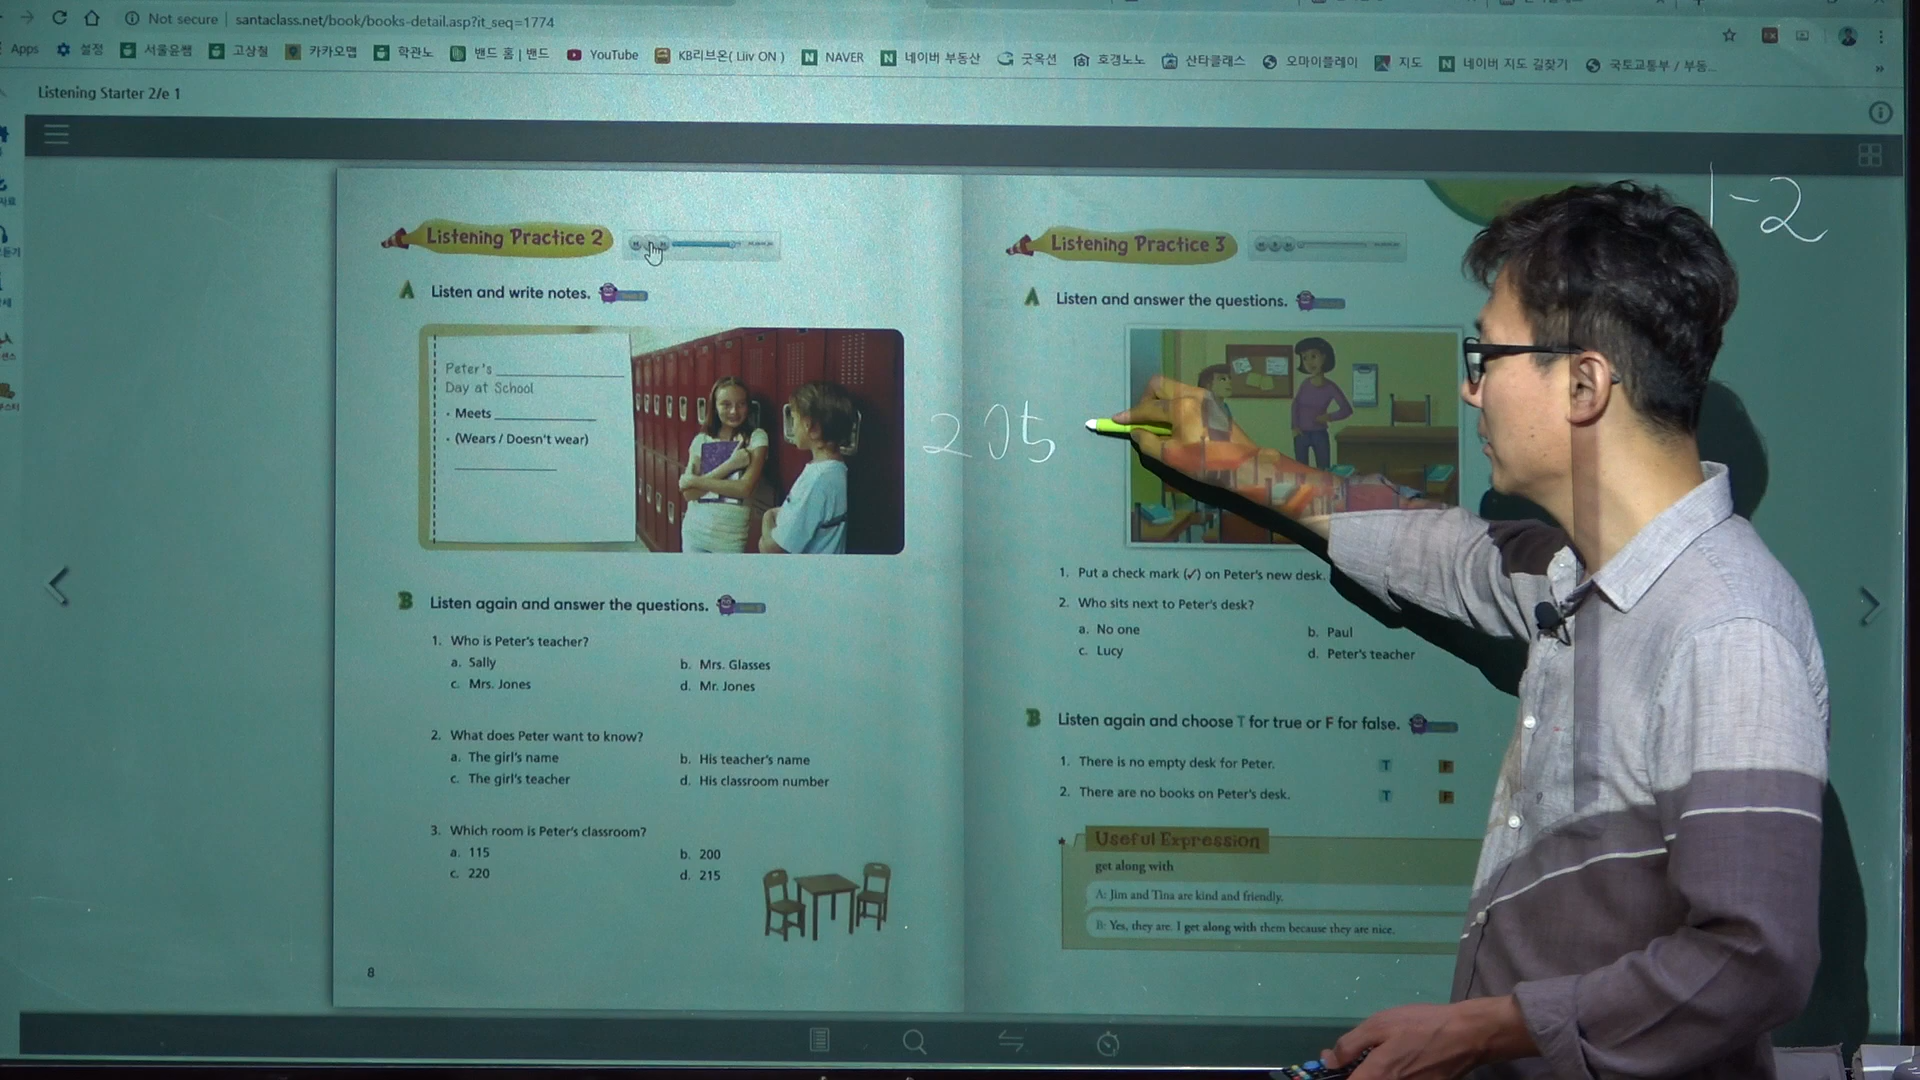 Not secure | santaclass.net/book/books-detail.asp?it_seq=1774
Apps 설정 서울윤쌤 고상철 카카오맵 학관노 밴드 홈 | 밴드 YouTube KB리브온( Liiv ON ) NAVER 네이버 부동산 굿옥션 호갱노노 산타클래스 오마이플레이 지도 네이버 지도 길찾기 국토교통부 / 부동...
Listening Starter 2/e 1
1-2
Listening Practice 2
A Listen and write notes.
Peter's
Day at School
· Meets
· (Wears / Doesn't wear)
205
B Listen again and answer the questions.
1. Who is Peter's teacher?
a. Sally
b. Mrs. Glasses
c. Mrs. Jones
d. Mr. Jones
2. What does Peter want to know?
a. The girl's name
b. His teacher's name
c. The girl's teacher
d. His classroom number
3. Which room is Peter's classroom?
a. 115
b. 200
c. 220
d. 215
8
Listening Practice 3
A Listen and answer the questions.
1. Put a check mark (✓) on Peter's new desk.
2. Who sits next to Peter's desk?
a. No one
b. Paul
c. Lucy
d. Peter's teacher
B Listen again and choose T for true or F for false.
1. There is no empty desk for Peter. T F
2. There are no books on Peter's desk. T F
Useful Expression
get along with
A: Jim and Tina are kind and friendly.
B: Yes, they are. I get along with them because they are nice.